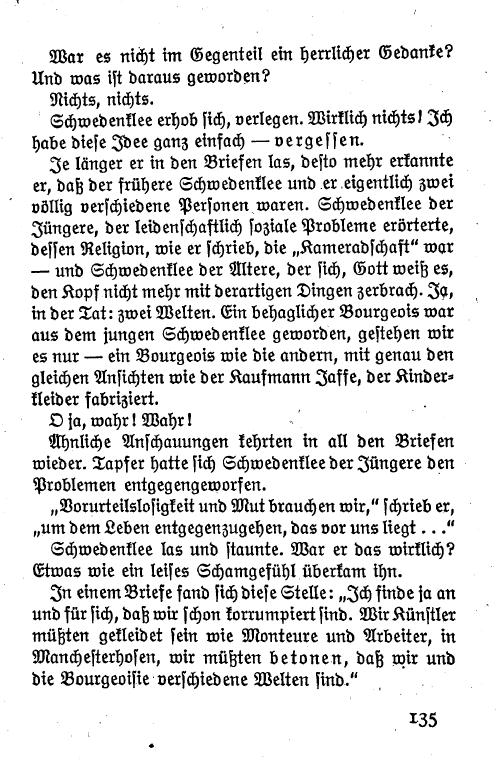 War es nicht im Gegenteil ein herrlicher Gedanke?
Und was ist daraus geworden?
Nichts, nichts.
Schwedenklee erhob sich, verlegen. Wirklich nichts! Ich
habe diese Idee ganz einfach — vergessen.
Je länger er in den Briefen las, desto mehr erkannte
er, daß der frühere Schwedenklee und er eigentlich zwei
völlig verschiedene Personen waren. Schwedenklee der
Jüngere, der leidenschaftlich soziale Probleme erörterte,
dessen Religion, wie er schrieb, die „Kameradschaft“ war
— und Schwedenklee der Ältere, der sich, Gott weiß es,
den Kopf nicht mehr mit derartigen Dingen zerbrach. Ja,
in der Tat: zwei Welten. Ein behaglicher Bourgeois war
aus dem jungen Schwedenklee geworden, gestehen wir
es nur — ein Bourgeois wie die andern, mit genau den
gleichen Ansichten wie der Kaufmann Jaffe, der Kinder-
kleider fabriziert.
O ja, wahr! Wahr!
Ähnliche Anschauungen kehrten in all den Briefen
wieder. Tapfer hatte sich Schwedenklee der Jüngere den
Problemen entgegengeworfen.
„Vorurteilslosigkeit und Mut brauchen wir,“ schrieb er,
„um dem Leben entgegenzugehen, das vor uns liegt . . .“
Schwedenklee las und staunte. War er das wirklich?
Etwas wie ein leises Schamgefühl überkam ihn.
In einem Briefe fand sich diese Stelle: „Ich finde ja an
und für sich, daß wir schon korrumpiert sind. Wir Künstler
müßten gekleidet sein wie Monteure und Arbeiter, in
Manchesterhosen, wir müßten betonen, daß wir und
die Bourgeoisie verschiedene Welten sind.“
135